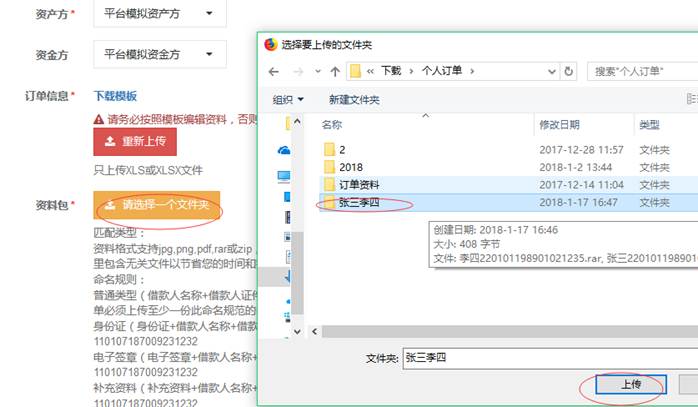 资产方*
平台模拟资产方
资金方
平台模拟资金方
订单信息*
下载模板
请务必按照模板编辑资料，否则
重新上传
只上传XLS或XLSX文件
资料包*
请选择一个文件夹
匹配类型：
资料格式支持jpg,png,pdf,rar或zip，
里包含无关文件以节省您的时间和
命名规则：
普通类型（借款人名称+借款人证件
单必须上传至少一份此命名规范的
身份证（身份证+借款人名称+借
110107187009231232
电子签章（电子签章+借款人名称+
110107187009231232
补充资料（补充资料+借款人名称+
110107187009231232
选择要上传的文件夹
« 下载 › 个人订单 ›
搜索"个人订单"
组织
新建文件夹
名称 修改日期 类型
2 2017-12-28 11:57 文件夹
2018 2018-1-2 13:44 文件夹
订单资料 2017-12-14 11:04 文件夹
张三李四 2018-1-17 16:47 文件夹
创建日期: 2018-1-17 16:46
大小: 408 字节
文件: 李四220101198901021235.rar, 张三2201011989010
文件夹: 张三李四
上传